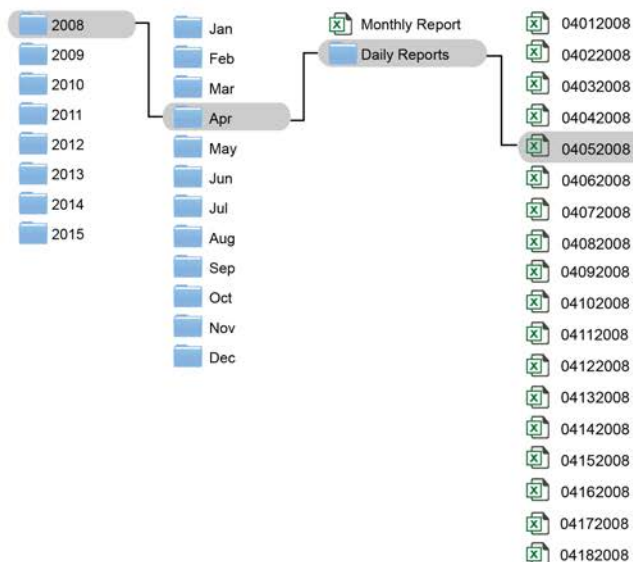 2008
2009
2010
2011
2012
2013
2014
2015
Jan
Feb
Mar
Apr
May
Jun
Jul
Aug
Sep
Oct
Nov
Dec
Monthly Report
Daily Reports
04012008
04022008
04032008
04042008
04052008
04062008
04072008
04082008
04092008
04102008
04112008
04122008
04132008
04142008
04152008
04162008
04172008
04182008